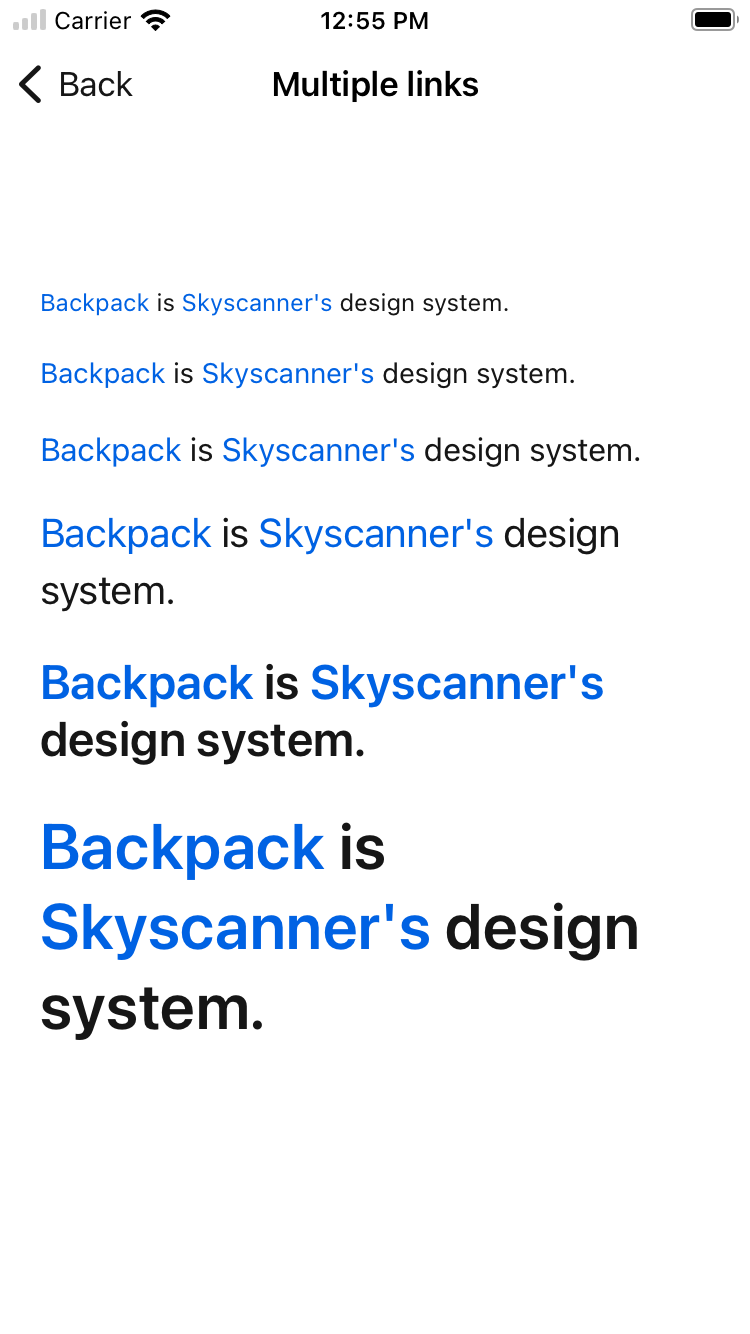 Carrier 12:55 PM
Back Multiple links
Backpack is Skyscanner's design system.
Backpack is Skyscanner's design system.
Backpack is Skyscanner's design system.
Backpack is Skyscanner's design
system.
Backpack is Skyscanner's
design system.
Backpack is
Skyscanner's design
system.